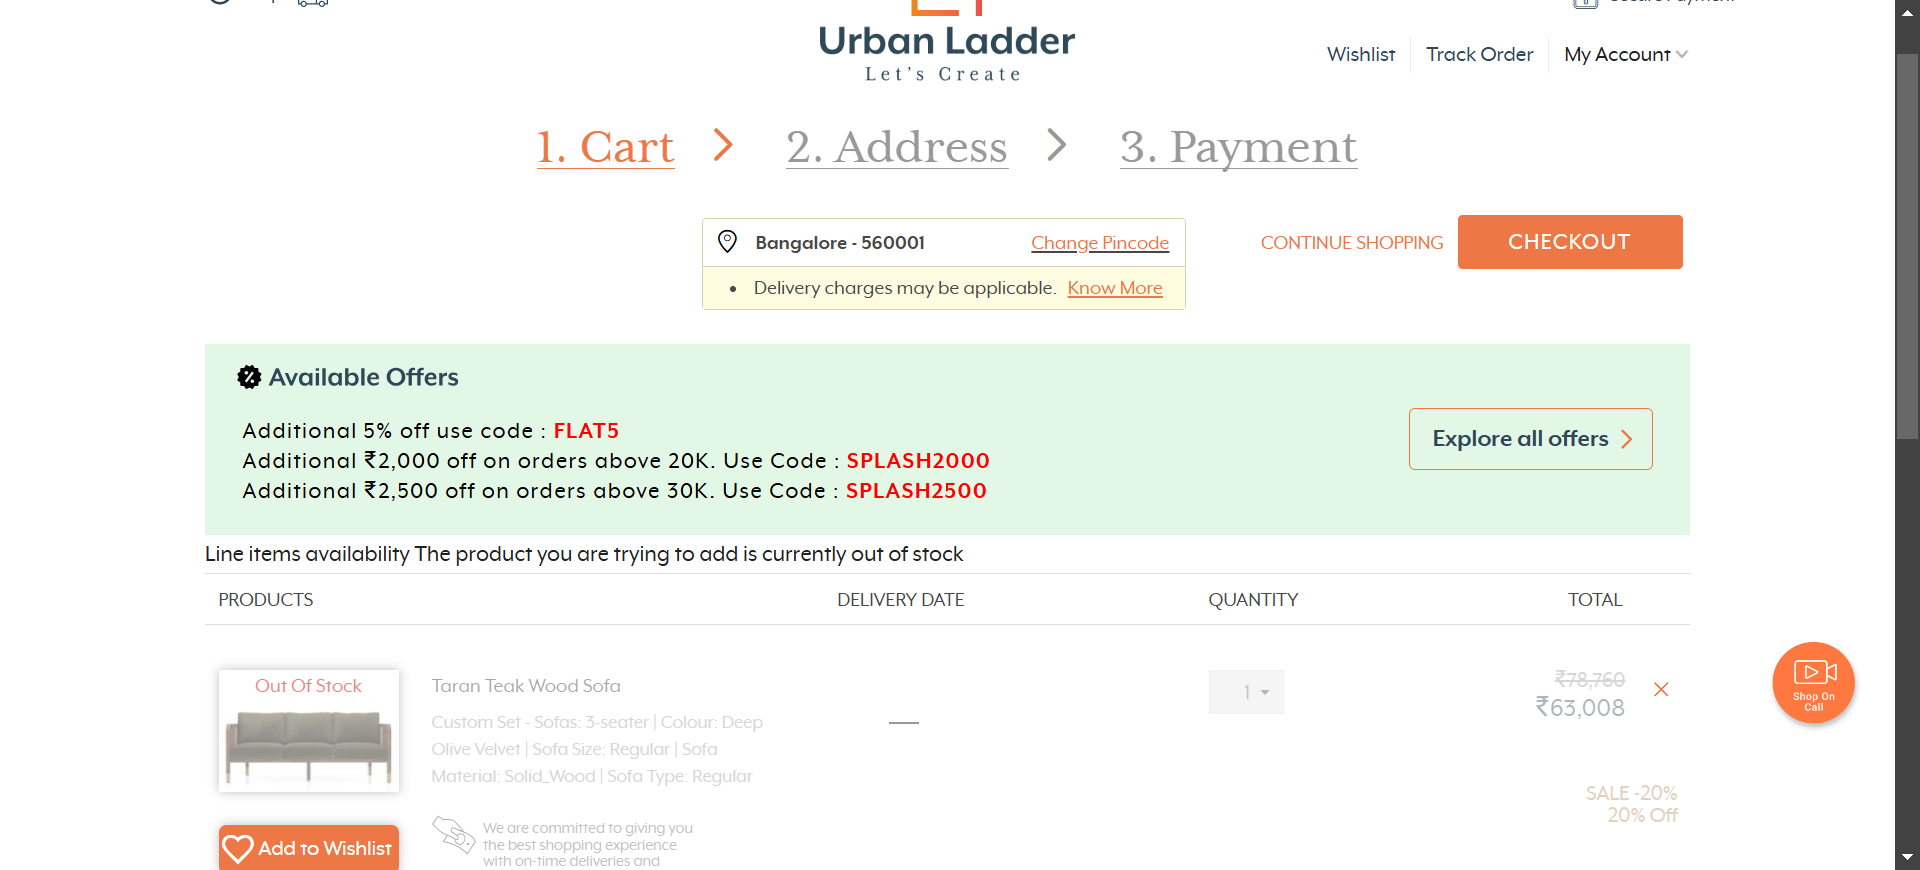 Urban Ladder
Let's Create
Wishlist
Track Order
My Account
1. Cart
2. Address
3. Payment
Bangalore - 560001
Change Pincode
CONTINUE SHOPPING
CHECKOUT
Delivery charges may be applicable. Know More
Available Offers
Additional 5% off use code : FLAT5
Additional ₹2,000 off on orders above 20K. Use Code : SPLASH2000
Additional ₹2,500 off on orders above 30K. Use Code : SPLASH2500
Explore all offers
Line items availability The product you are trying to add is currently out of stock
PRODUCTS
DELIVERY DATE
QUANTITY
TOTAL
Out Of Stock
Taran Teak Wood Sofa
Custom Set - Sofas: 3-seater | Colour: Deep
Olive Velvet | Sofa Size: Regular | Sofa
Material: Solid_Wood | Sofa Type: Regular
1
₹78,760
₹63,008
SALE -20%
20% Off
Add to Wishlist
We are committed to giving you
the best shopping experience
with on-time deliveries and
Shop On
Call